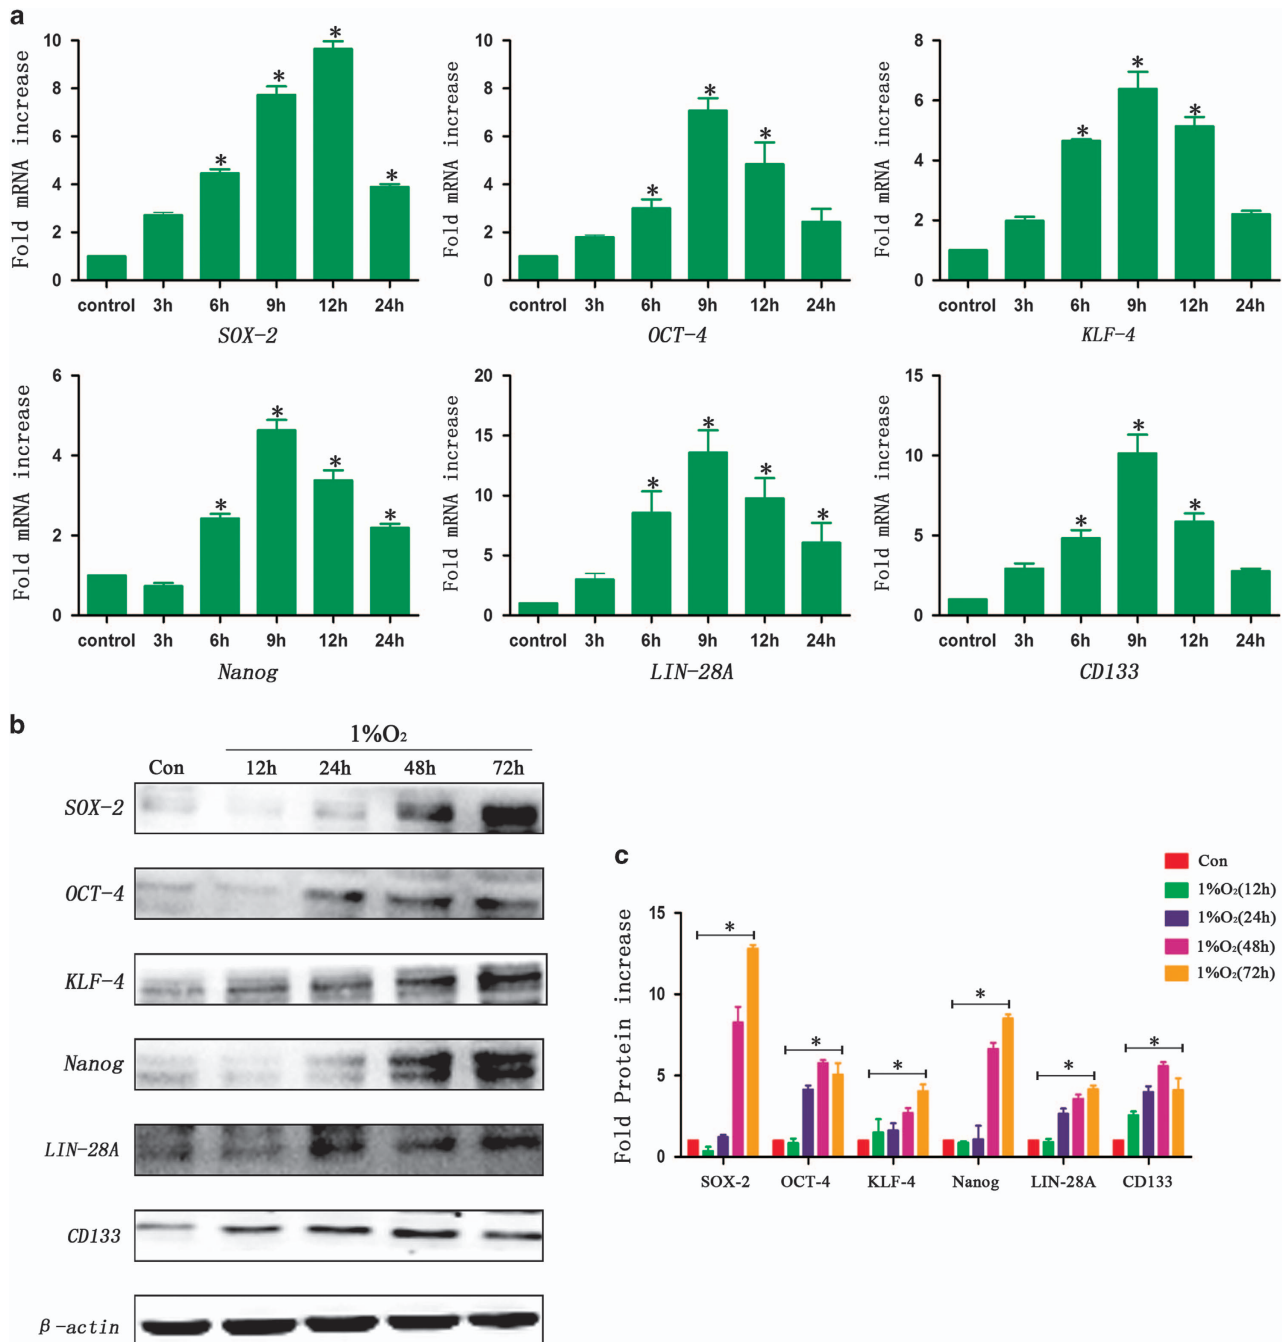 a
Fold mRNA increase
10
8
6
4
2
0
* * * * *
control 3h 6h 9h 12h 24h
SOX-2
Fold mRNA increase
10
8
6
4
2
0
* * *
control 3h 6h 9h 12h 24h
OCT-4
Fold mRNA increase
8
6
4
2
0
* * *
control 3h 6h 9h 12h 24h
KLF-4
Fold mRNA increase
6
4
2
0
* * * *
control 3h 6h 9h 12h 24h
Nanog
Fold mRNA increase
20
15
10
5
0
* * * *
control 3h 6h 9h 12h 24h
LIN-28A
Fold mRNA increase
15
10
5
0
* * *
control 3h 6h 9h 12h 24h
CD133
b
1%O₂
Con 12h 24h 48h 72h
SOX-2
OCT-4
KLF-4
Nanog
LIN-28A
CD133
β-actin
c
Con
1%O₂(12h)
1%O₂(24h)
1%O₂(48h)
1%O₂(72h)
Fold Protein increase
15
10
5
0
* * * * * *
SOX-2 OCT-4 KLF-4 Nanog LIN-28A CD133